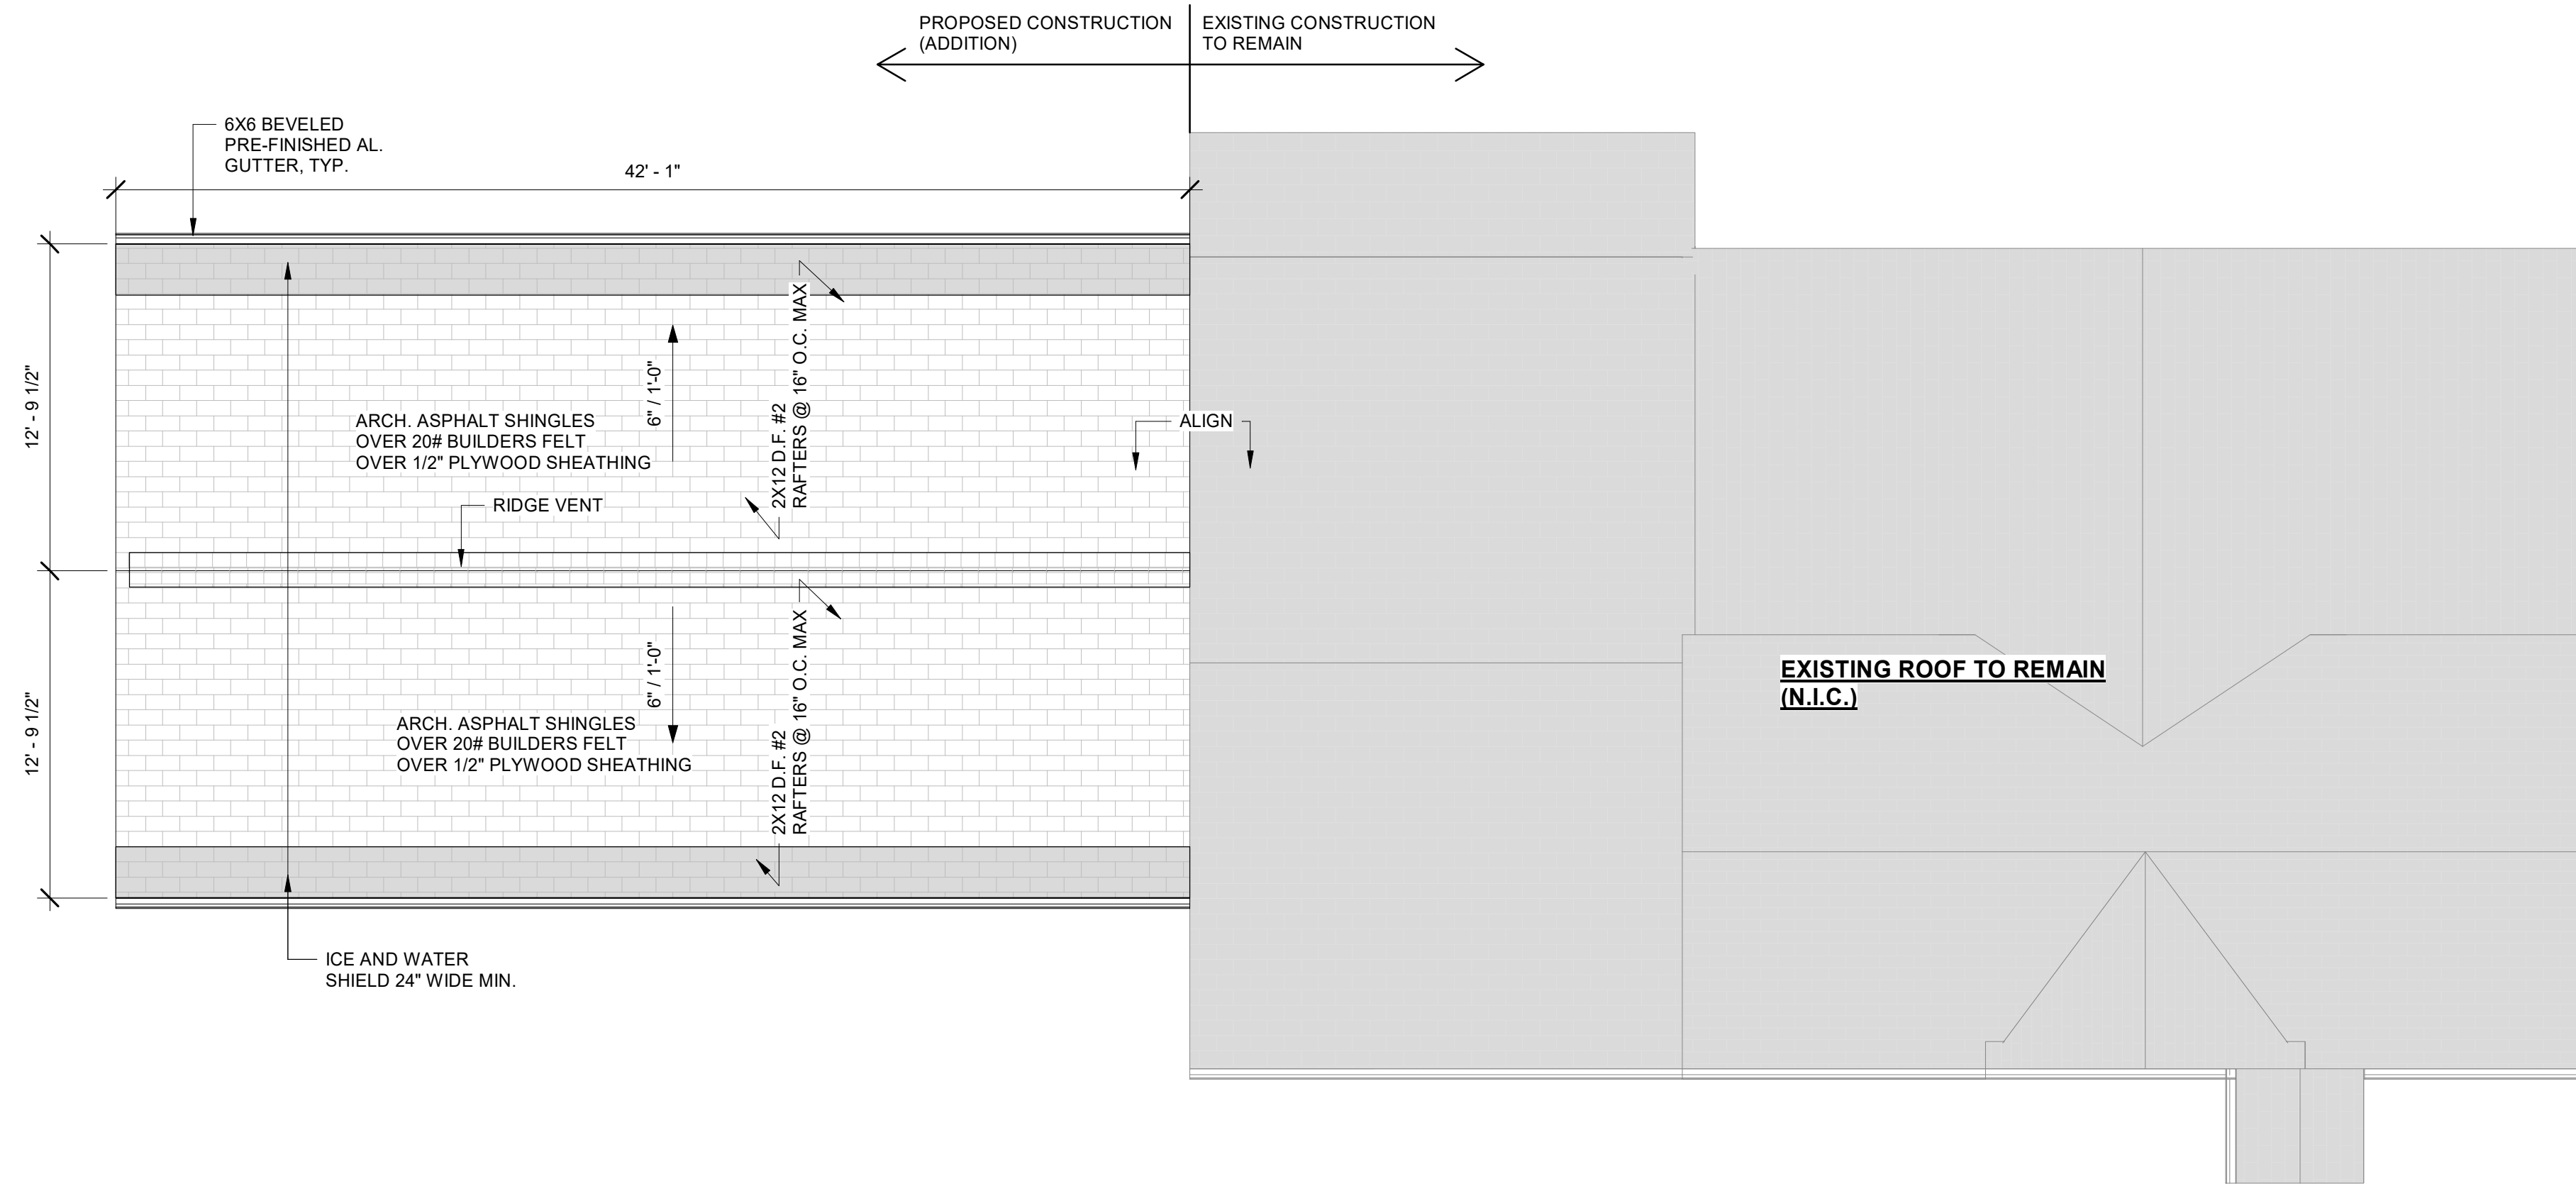 PROPOSED CONSTRUCTION
(ADDITION)
EXISTING CONSTRUCTION
TO REMAIN
6X6 BEVELED
PRE-FINISHED AL.
GUTTER, TYP.
42' - 1"
12' - 9 1/2"
6" / 1'-0"
2X12 D.F. #2
RAFTERS @ 16" O.C. MAX
ARCH. ASPHALT SHINGLES
OVER 20# BUILDERS FELT
OVER 1/2" PLYWOOD SHEATHING
ALIGN
RIDGE VENT
EXISTING ROOF TO REMAIN
(N.I.C.)
12' - 9 1/2"
6" / 1'-0"
2X12 D.F. #2
RAFTERS @ 16" O.C. MAX
ARCH. ASPHALT SHINGLES
OVER 20# BUILDERS FELT
OVER 1/2" PLYWOOD SHEATHING
ICE AND WATER
SHIELD 24" WIDE MIN.